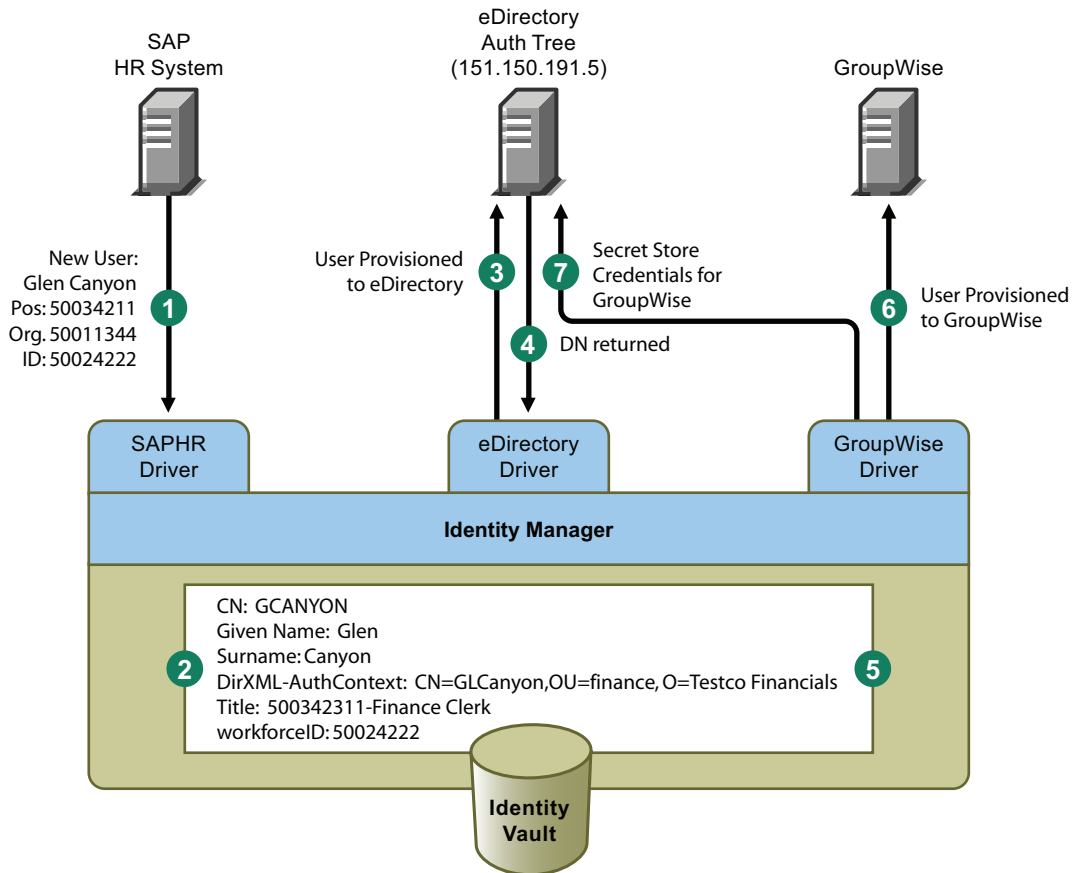 SAP
HR System
eDirectory
Auth Tree
(151.150.191.5)
GroupWise
New User:
Glen Canyon
Pos: 50034211
Org. 50011344
ID: 50024222
1
User Provisioned
to eDirectory
3
4
DN returned
7
Secret Store
Credentials for
GroupWise
6
User Provisioned
to GroupWise
SAPHR
Driver
eDirectory
Driver
GroupWise
Driver
Identity Manager
2
CN: GCANYON
Given Name: Glen
Surname: Canyon
DirXML-AuthContext: CN=GLCanyon,OU=finance, O=Testco Financials
Title: 500342311-Finance Clerk
workforceID: 50024222
5
Identity
Vault